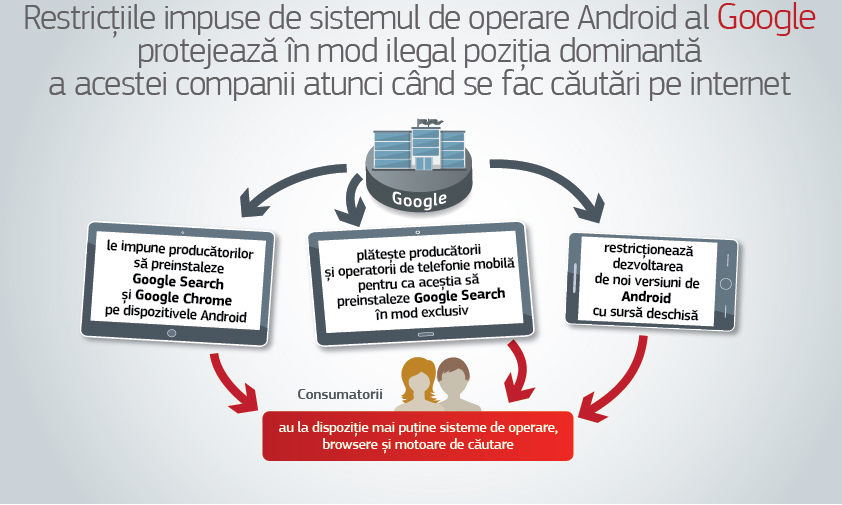 Restricțiile impuse de sistemul de operare Android al Google
protejează în mod ilegal poziția dominantă
a acestei companii atunci când se fac căutări pe internet
Google
le impune producătorilor
să preinstaleze
Google Search
și Google Chrome
pe dispozitivele Android
plătește producătorii
și operatorii de telefonie mobilă
pentru ca aceștia să
preinstaleze Google Search
în mod exclusiv
restricționează
dezvoltarea
de noi versiuni de
Android
cu sursă deschisă
Consumatorii
au la dispoziție mai puține sisteme de operare,
browsere și motoare de căutare